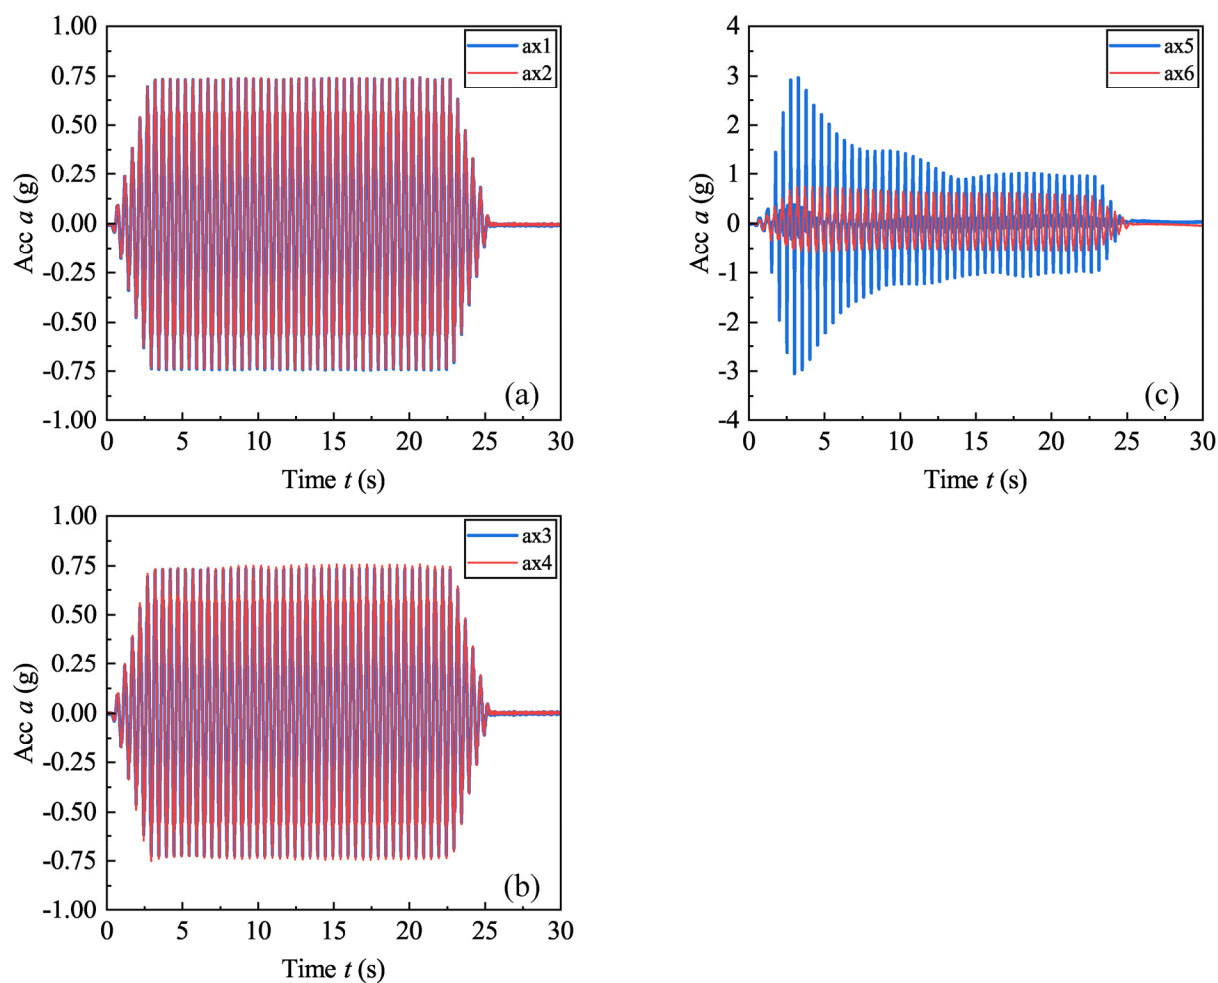 1.00
0.75
0.50
0.25
0.00
-0.25
-0.50
-0.75
-1.00
Acc a (g)
ax1
ax2
(a)
0 5 10 15 20 25 30
Time t (s)
4
3
2
1
0
-1
-2
-3
-4
Acc a (g)
ax5
ax6
(c)
0 5 10 15 20 25 30
Time t (s)
1.00
0.75
0.50
0.25
0.00
-0.25
-0.50
-0.75
-1.00
Acc a (g)
ax3
ax4
(b)
0 5 10 15 20 25 30
Time t (s)